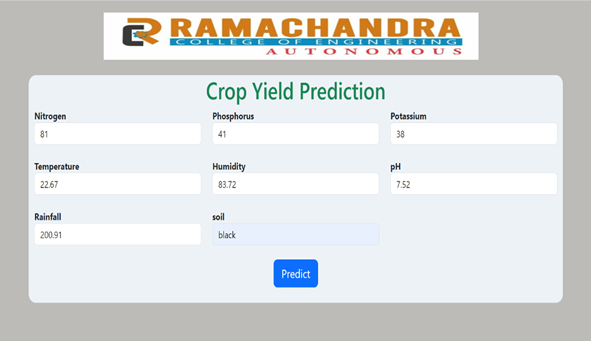 RAMACHANDRA
COLLEGE OF ENGINEERING
AUTONOMOUS
Crop Yield Prediction
Nitrogen Phosphorus Potassium
81 41 38
Temperature Humidity pH
22.67 83.72 7.52
Rainfall soil
200.91 black
Predict